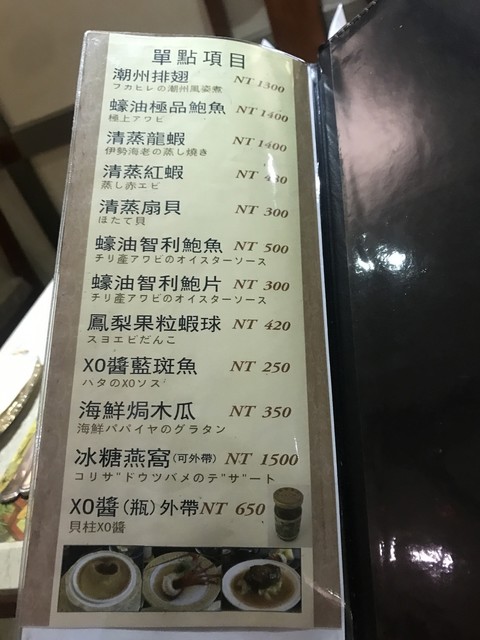 單點項目
潮州排翅 NT 1300
フカヒレの潮州風姿煮
蠔油極品鮑魚 NT 1400
極上アワビ
清蒸龍蝦 NT 1400
伊勢海老の蒸し焼き
清蒸紅蝦 NT 480
蒸し赤エビ
清蒸扇貝 NT 300
ほたて貝
蠔油智利鮑魚 NT 500
チリ產アワビのオイスターソース
蠔油智利鮑片 NT 300
チリ產アワビのオイスターソース
鳳梨果粒蝦球 NT 420
スヨエビだんこ
XO醬藍斑魚 NT 250
ハタのXOソス
海鮮焗木瓜 NT 350
海鮮パパイヤのグラタン
冰糖燕窩(可外帶) NT 1500
コリサ"ドウツバメのテ"サ"ート
XO醬(瓶)外帶 NT 650
貝柱XO醬